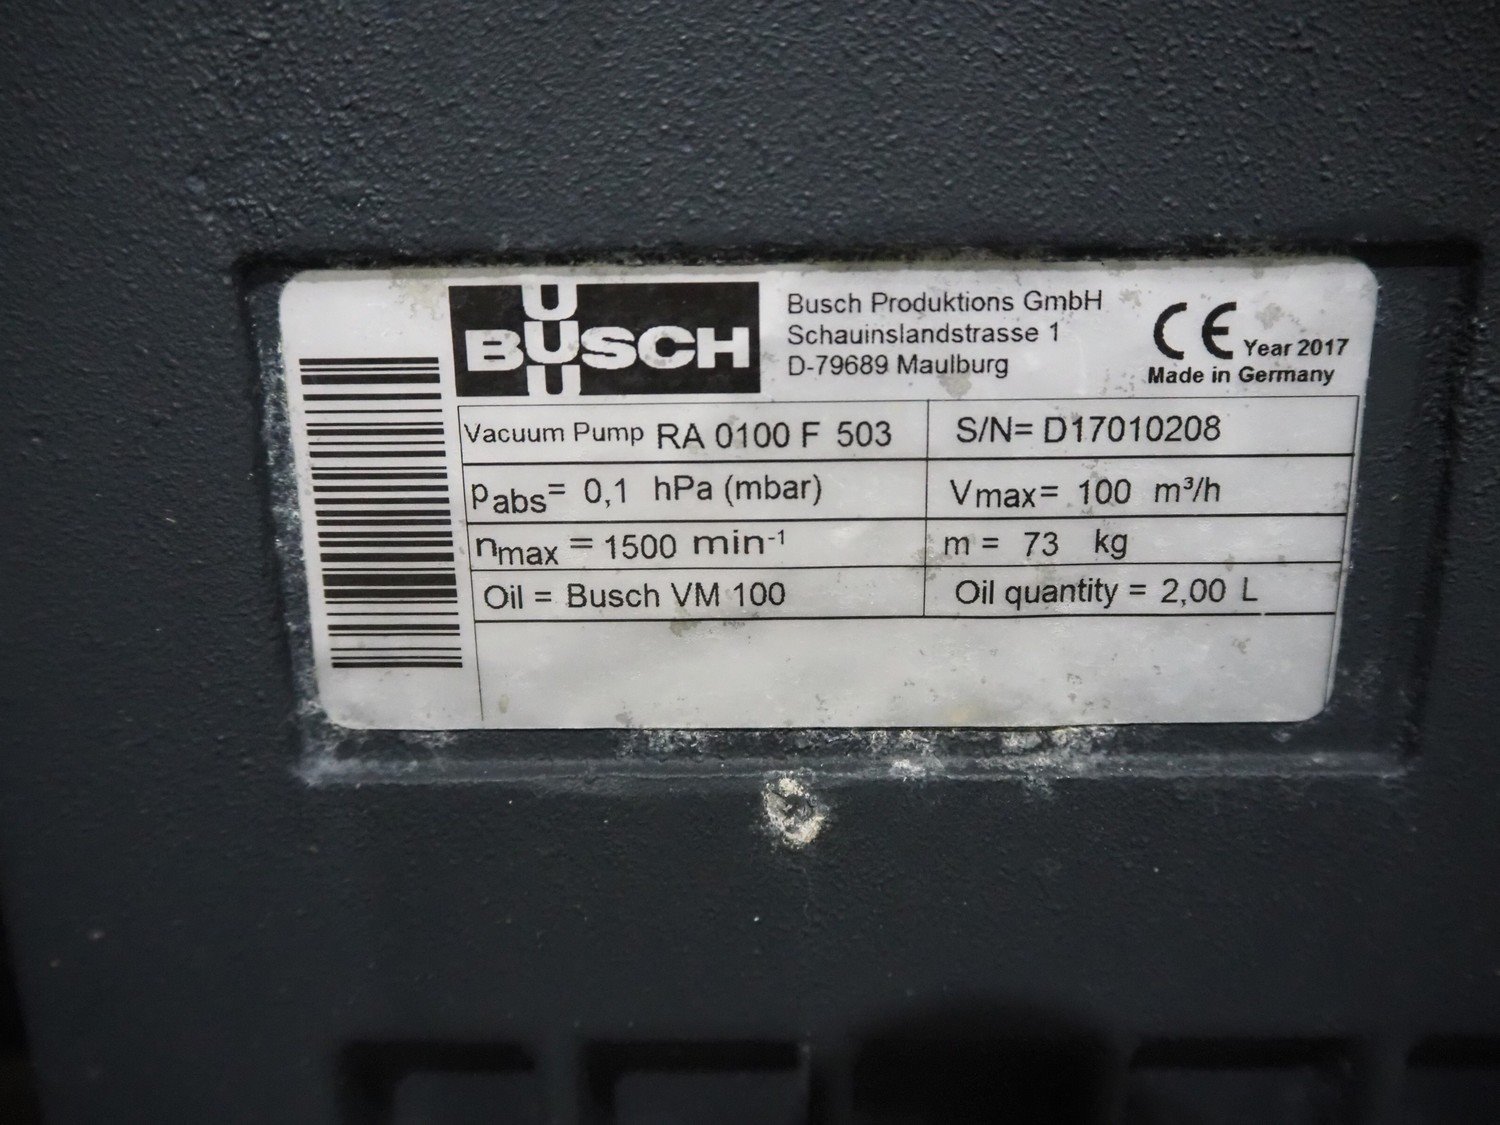 BUSCH
U
U
Busch Produktions GmbH
Schauinslandstrasse 1
D-79689 Maulburg
CE Year 2017
Made in Germany
Vacuum Pump RA 0100 F 503
S/N= D17010208
pabs= 0,1 hPa (mbar)
Vmax= 100 m³/h
nmax = 1500 min-1
m = 73 kg
Oil = Busch VM 100
Oil quantity = 2,00 L